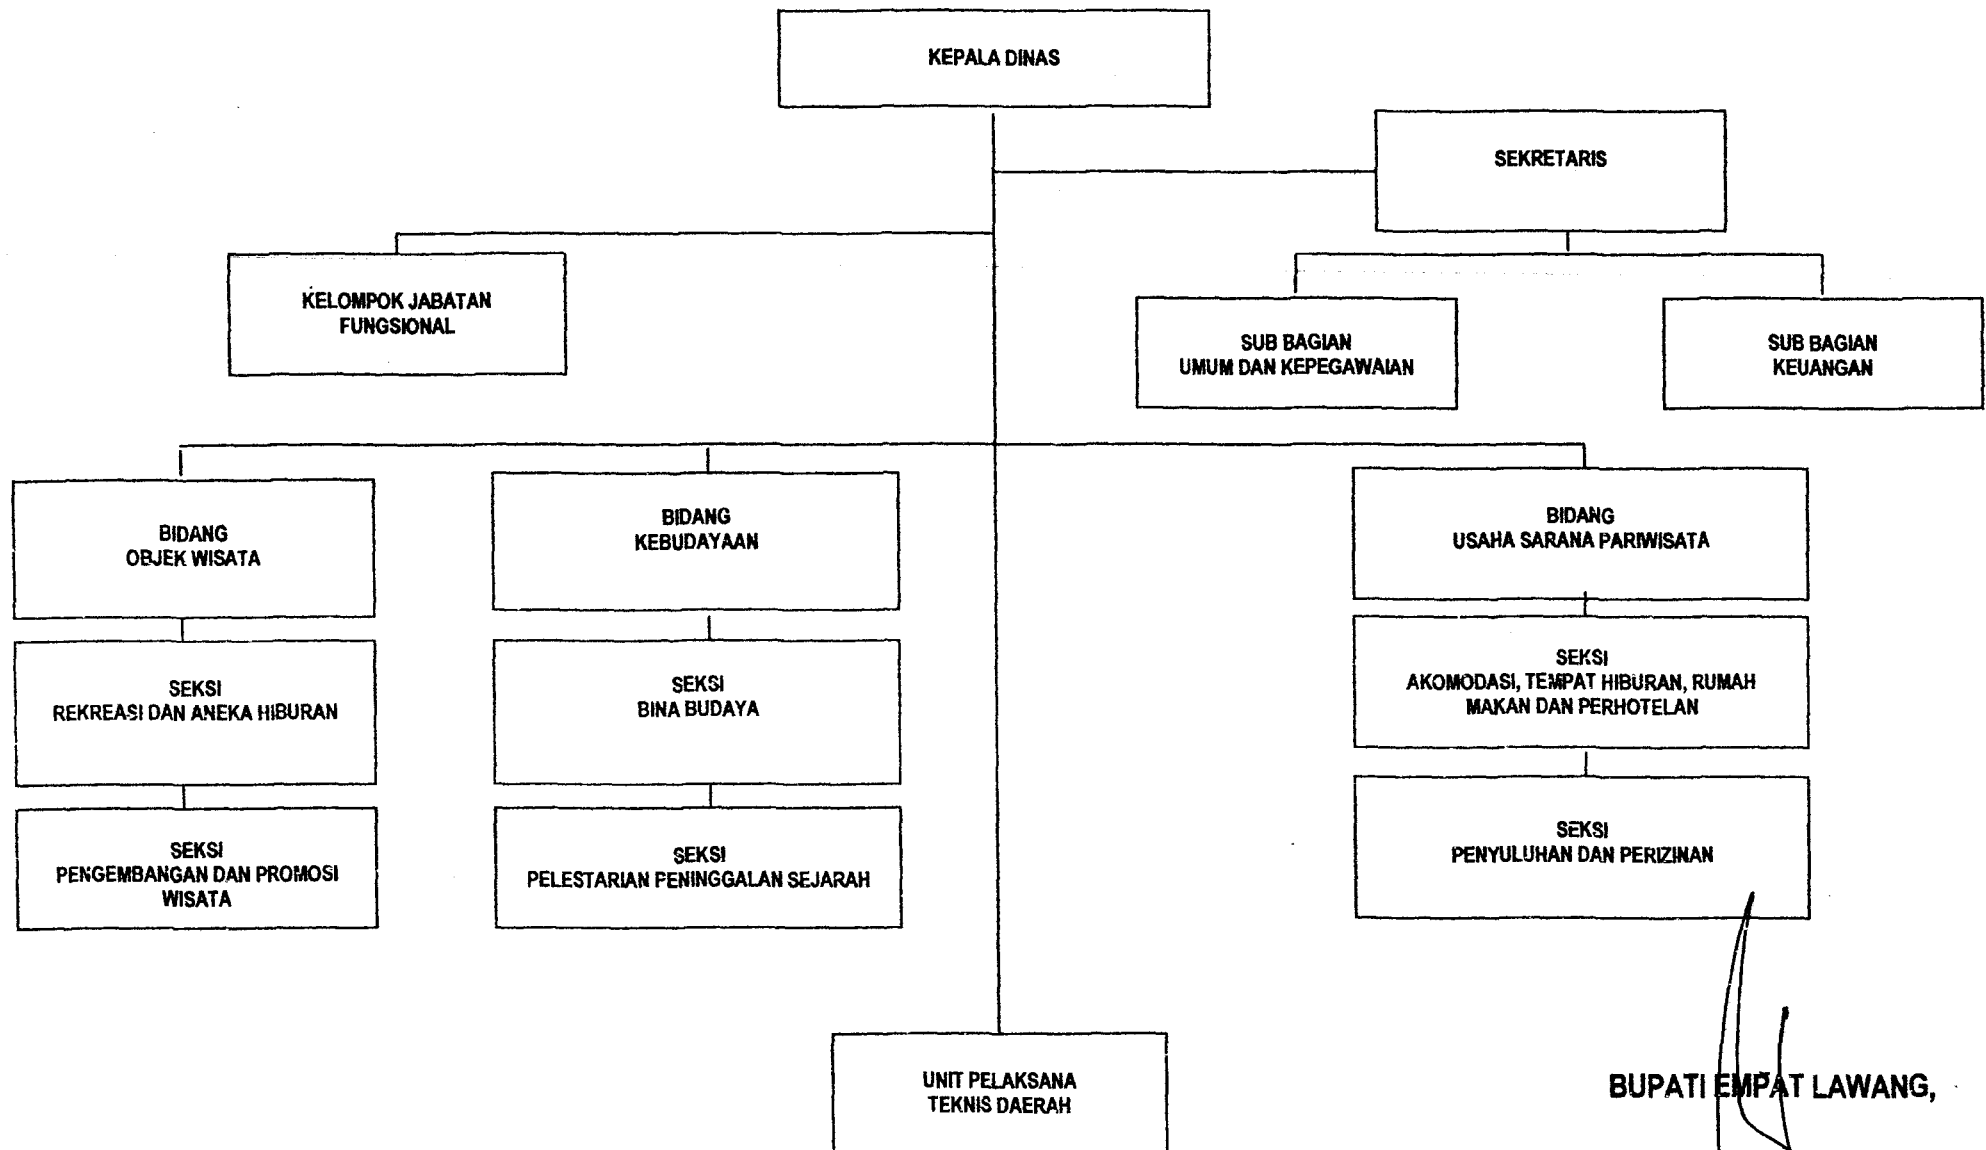 KEPALA DINAS
SEKRETARIS
KELOMPOK JABATAN
FUNGSIONAL
SUB BAGIAN
UMUM DAN KEPEGAWAIAN
SUB BAGIAN
KEUANGAN
BIDANG
OBJEK WISATA
BIDANG
KEBUDAYAAN
BIDANG
USAHA SARANA PARIWISATA
SEKSI
REKREASI DAN ANEKA HIBURAN
SEKSI
BINA BUDAYA
SEKSI
AKOMODASI, TEMPAT HIBURAN, RUMAH
MAKAN DAN PERHOTELAN
SEKSI
PENGEMBANGAN DAN PROMOSI
WISATA
SEKSI
PELESTARIAN PENINGGALAN SEJARAH
SEKSI
PENYULUHAN DAN PERIZINAN
UNIT PELAKSANA
TEKNIS DAERAH
BUPATI EMPAT LAWANG,